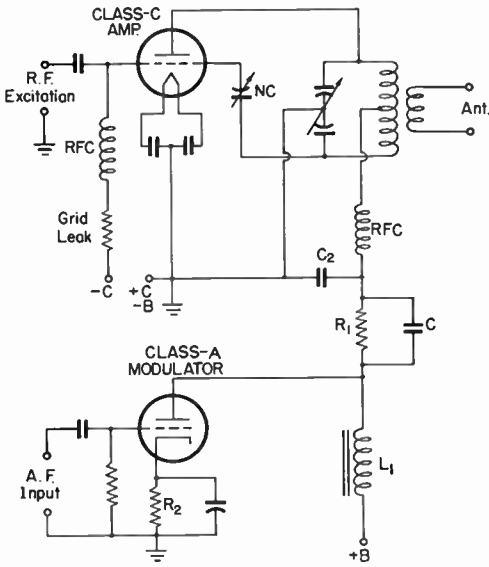 CLASS-C
AMP.
R.F.
Excitation
NC
Ant.
RFC
RFC
Grid
Leak
C2
-C
+C
-B
R1
C
CLASS-A
MODULATOR
A.F.
Input
R2
L1
+B